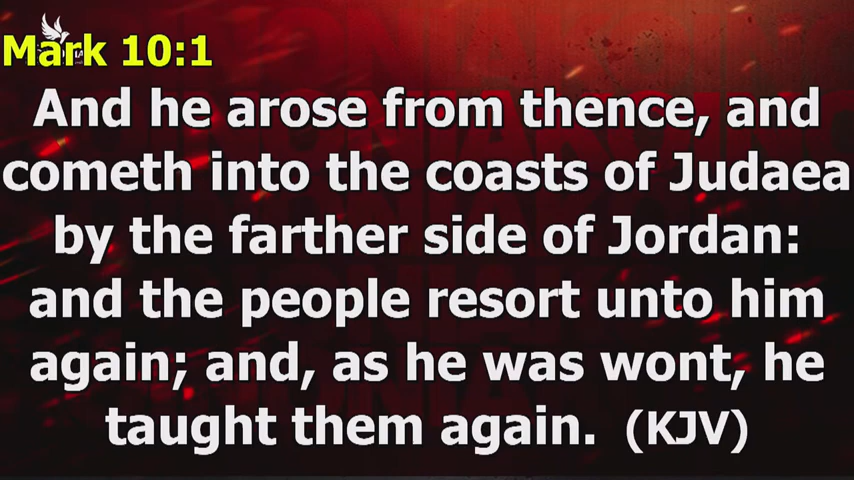 Mark 10:1
And he arose from thence, and
cometh into the coasts of Judaea
by the farther side of Jordan:
and the people resort unto him
again; and, as he was wont, he
taught them again. (KJV)